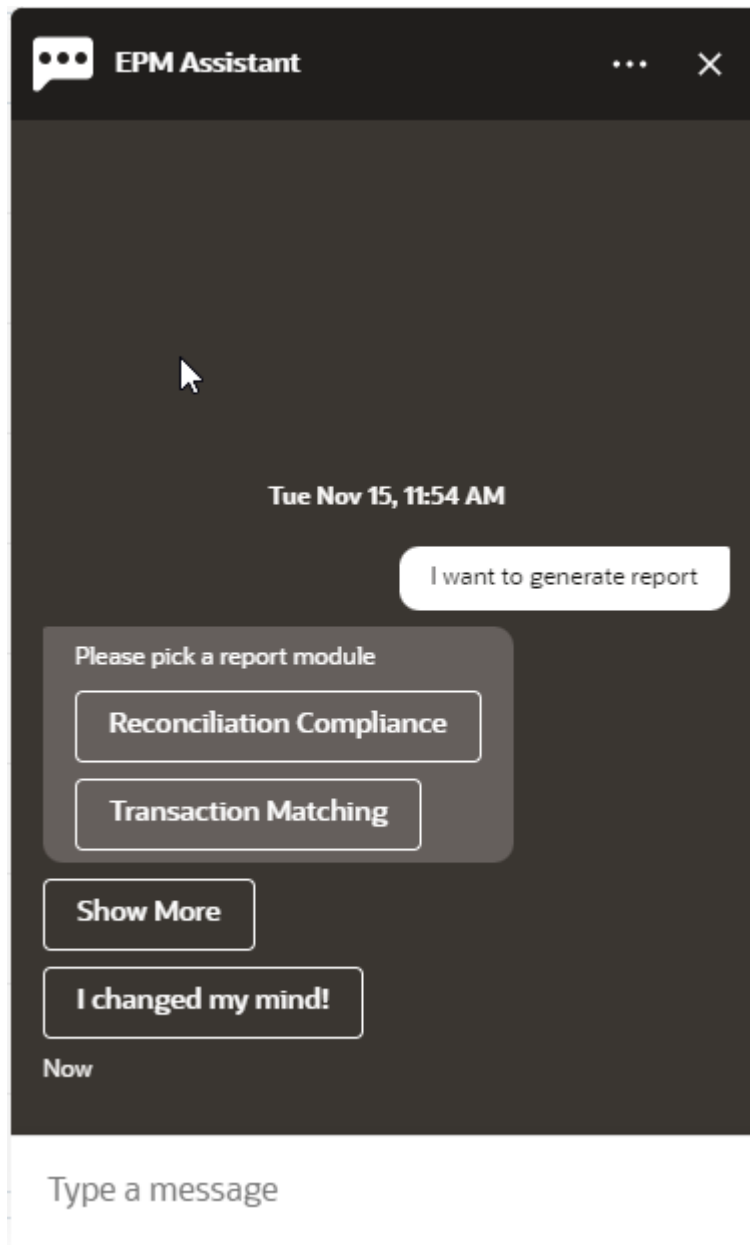 EPM Assistant
Tue Nov 15, 11:54 AM
I want to generate report
Please pick a report module
Reconciliation Compliance
Transaction Matching
Show More
I changed my mind!
Now
Type a message